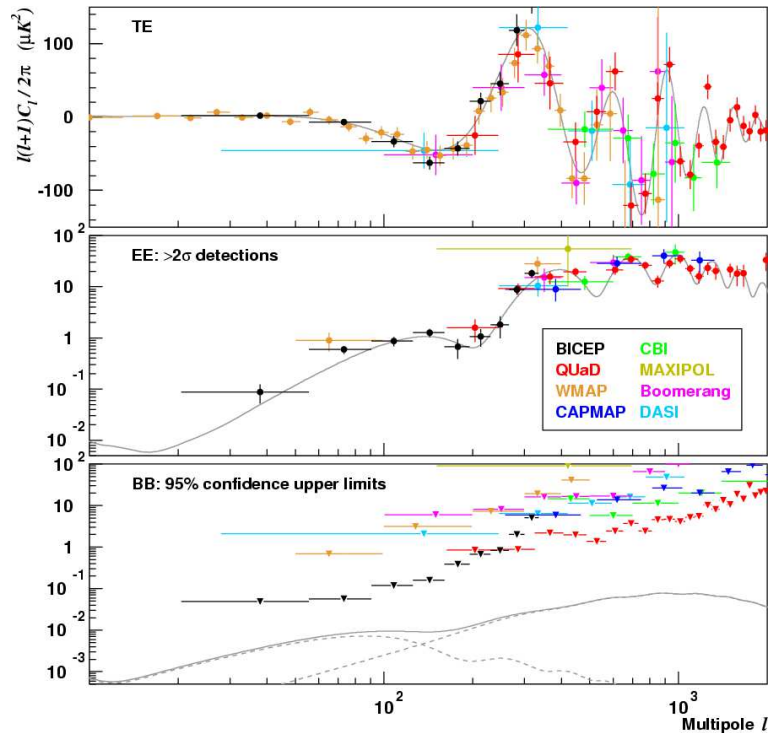 l(l+1)C_l / 2π (μK²)
TE
100
0
-100
EE: >2σ detections
10²
10
1
10⁻¹
10⁻²
BICEP
QUaD
WMAP
CAPMAP
CBI
MAXIPOL
Boomerang
DASI
BB: 95% confidence upper limits
10²
10
1
10⁻¹
10⁻²
10⁻³
10²
10³
Multipole l